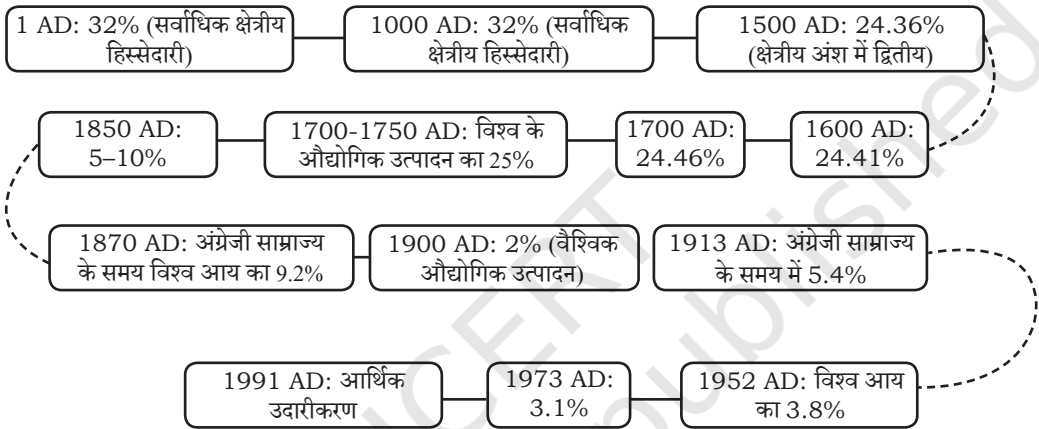 1 AD: 32% (सर्वाधिक क्षेत्रीय
हिस्सेदारी)
1000 AD: 32% (सर्वाधिक
क्षेत्रीय हिस्सेदारी)
1500 AD: 24.36%
(क्षेत्रीय अंश में द्वितीय)
1600 AD:
24.41%
1700 AD:
24.46%
1700-1750 AD: विश्व के
औद्योगिक उत्पादन का 25%
1850 AD:
5–10%
1870 AD: अंग्रेजी साम्राज्य
के समय विश्व आय का 9.2%
1900 AD: 2% (वैश्विक
औद्योगिक उत्पादन)
1913 AD: अंग्रेजी साम्राज्य
के समय में 5.4%
1952 AD: विश्व आय
का 3.8%
1973 AD:
3.1%
1991 AD: आर्थिक
उदारीकरण
NCERT
published